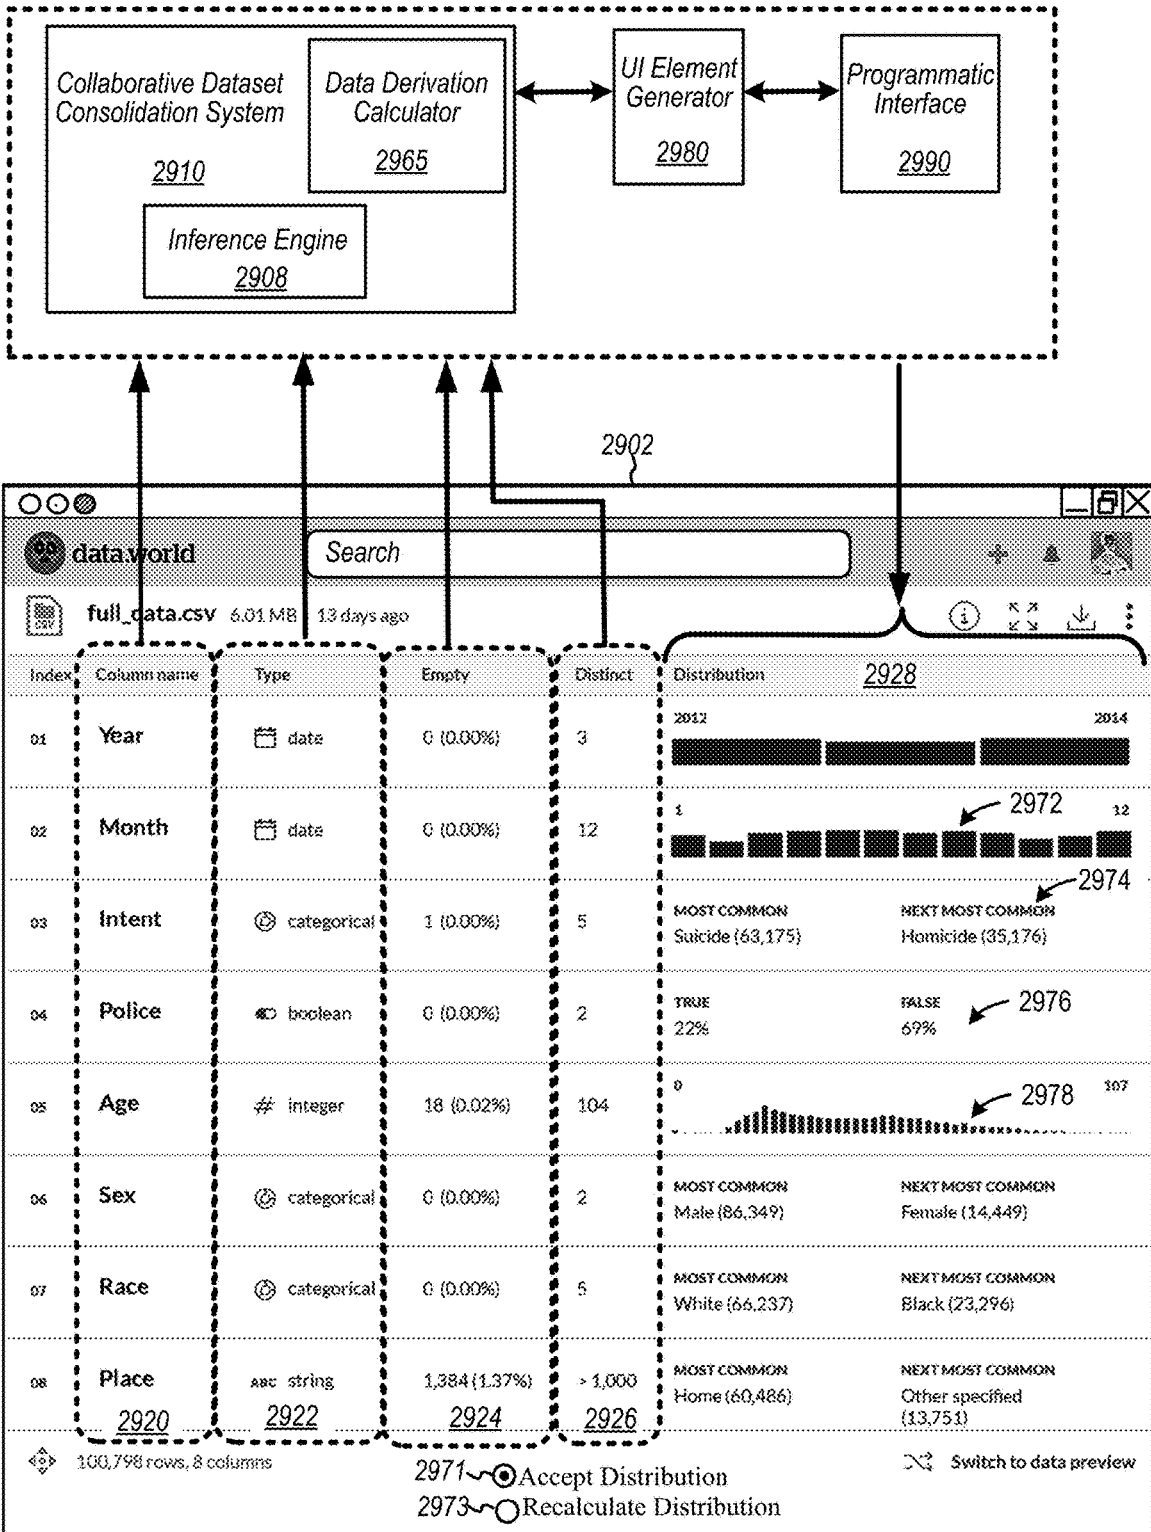 Collaborative Dataset
Consolidation System
2910
Data Derivation
Calculator
2965
Inference Engine
2908
UI Element
Generator
2980
Programmatic
Interface
2990
2902
data.world
Search
CSV
full_data.csv 6.01 MB 13 days ago
Index Column name Type Empty Distinct Distribution 2928
2012 2014
01 Year date 0 (0.00%) 3
1 2972 12
02 Month date 0 (0.00%) 12
2974
03 Intent categorical 1 (0.00%) 5
MOST COMMON NEXT MOST COMMON
Suicide (63,175) Homicide (35,176)
04 Police boolean 0 (0.00%) 2
TRUE FALSE 2976
22% 69%
05 Age # integer 18 (0.02%) 104
0 2978 107
06 Sex categorical 0 (0.00%) 2
MOST COMMON NEXT MOST COMMON
Male (86,349) Female (14,449)
07 Race categorical 0 (0.00%) 5
MOST COMMON NEXT MOST COMMON
White (66,237) Black (23,296)
08 Place ABC string 1,384 (1.37%) > 1,000
MOST COMMON NEXT MOST COMMON
Home (60,486) Other specified
(13,751)
2920 2922 2924 2926
100,798 rows, 8 columns
Switch to data preview
2971 Accept Distribution
2973 Recalculate Distribution